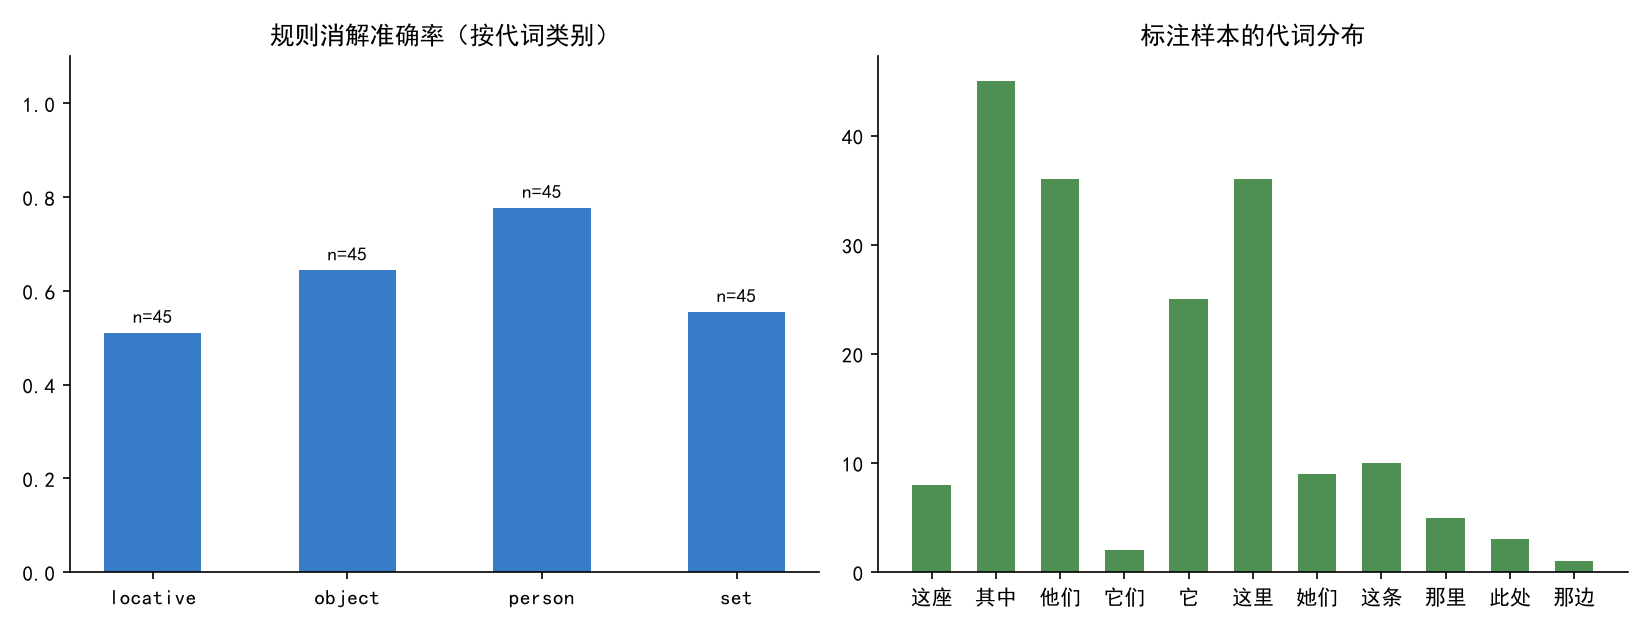 规则消解准确率（按代词类别）
1.0
0.8
0.6
0.4
0.2
0.0
n=45
n=45
n=45
n=45
locative object person set
标注样本的代词分布
40
30
20
10
0
这座 其中 他们 它们 它 这里 她们 这条 那里 此处 那边